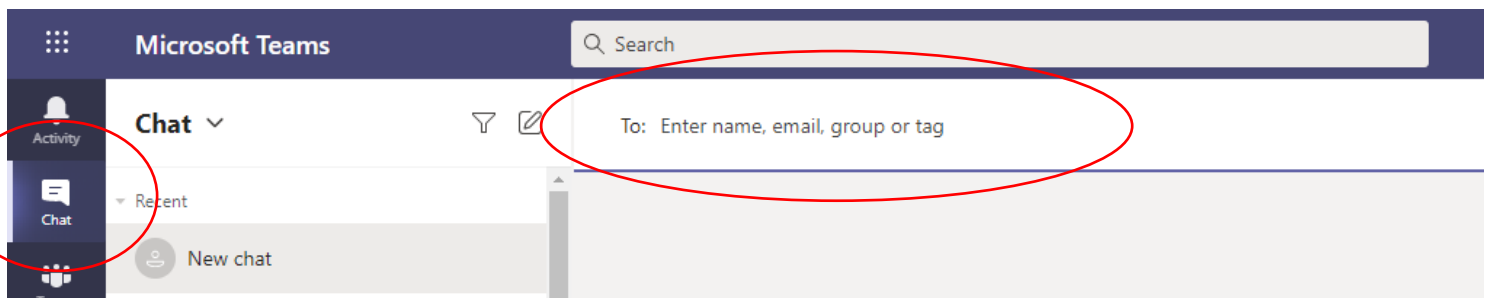 Microsoft Teams
Search
Activity
Chat
To: Enter name, email, group or tag
Chat
Recent
New chat